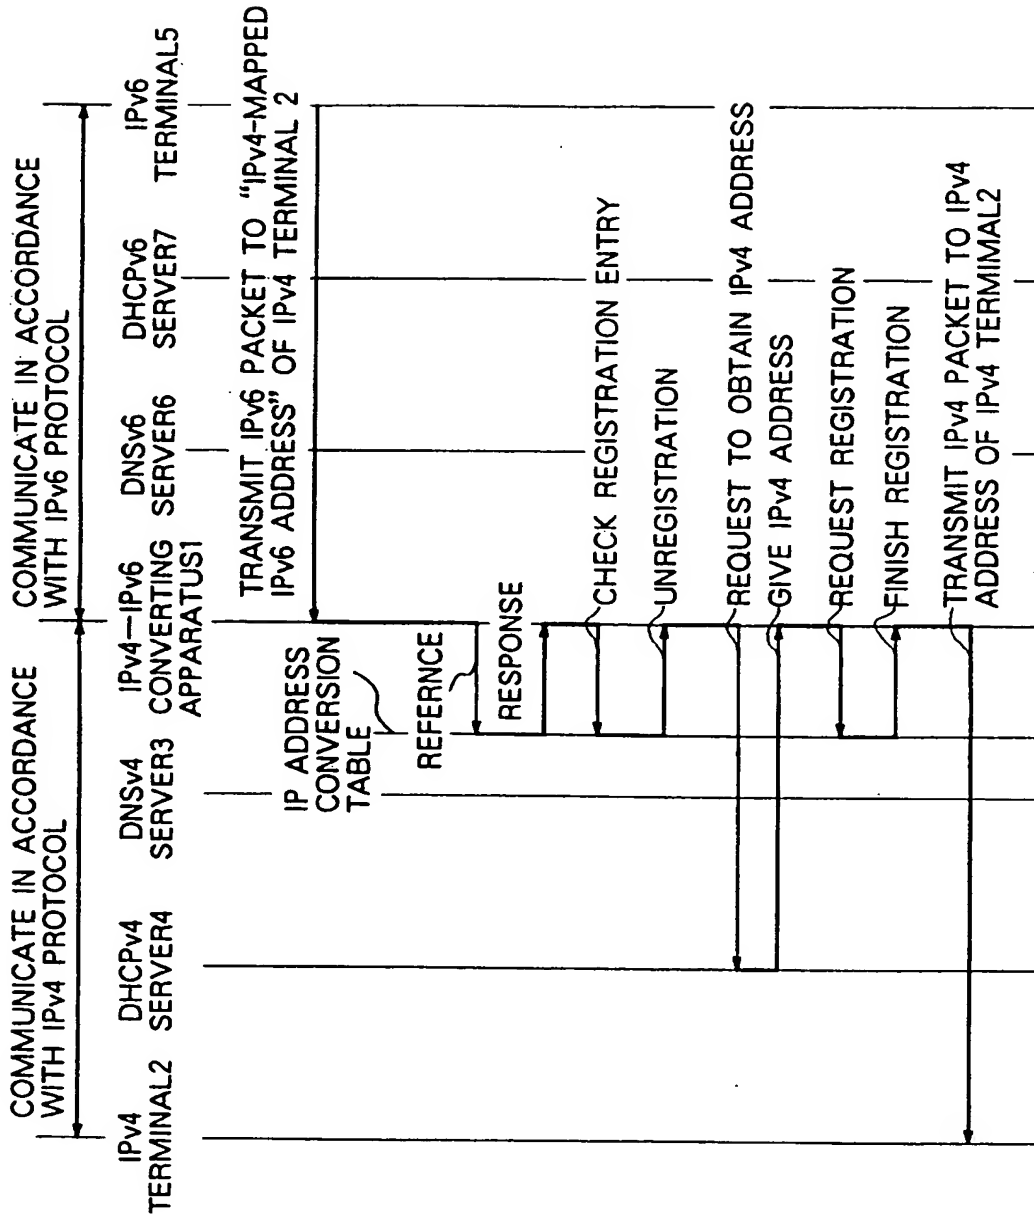 COMMUNICATE IN ACCORDANCE
WITH IPv4 PROTOCOL
COMMUNICATE IN ACCORDANCE
WITH IPv6 PROTOCOL
IPv4
TERMINAL2
DHCPv4
SERVER4
DNSv4
SERVER3
IPv4—IPv6
CONVERTING
APPARATUS1
DNSv6
SERVER6
DHCPv6
SERVER7
IPv6
TERMINAL5
TRANSMIT IPv6 PACKET TO "IPv4-MAPPED
IPv6 ADDRESS" OF IPv4 TERMINAL 2
IP ADDRESS
CONVERSION
TABLE
REFERNCE
RESPONSE
CHECK REGISTRATION ENTRY
UNREGISTRATION
REQUEST TO OBTAIN IPv4 ADDRESS
GIVE IPv4 ADDRESS
REQUEST REGISTRATION
FINISH REGISTRATION
TRANSMIT IPv4 PACKET TO IPv4
ADDRESS OF IPv4 TERMIMAL2